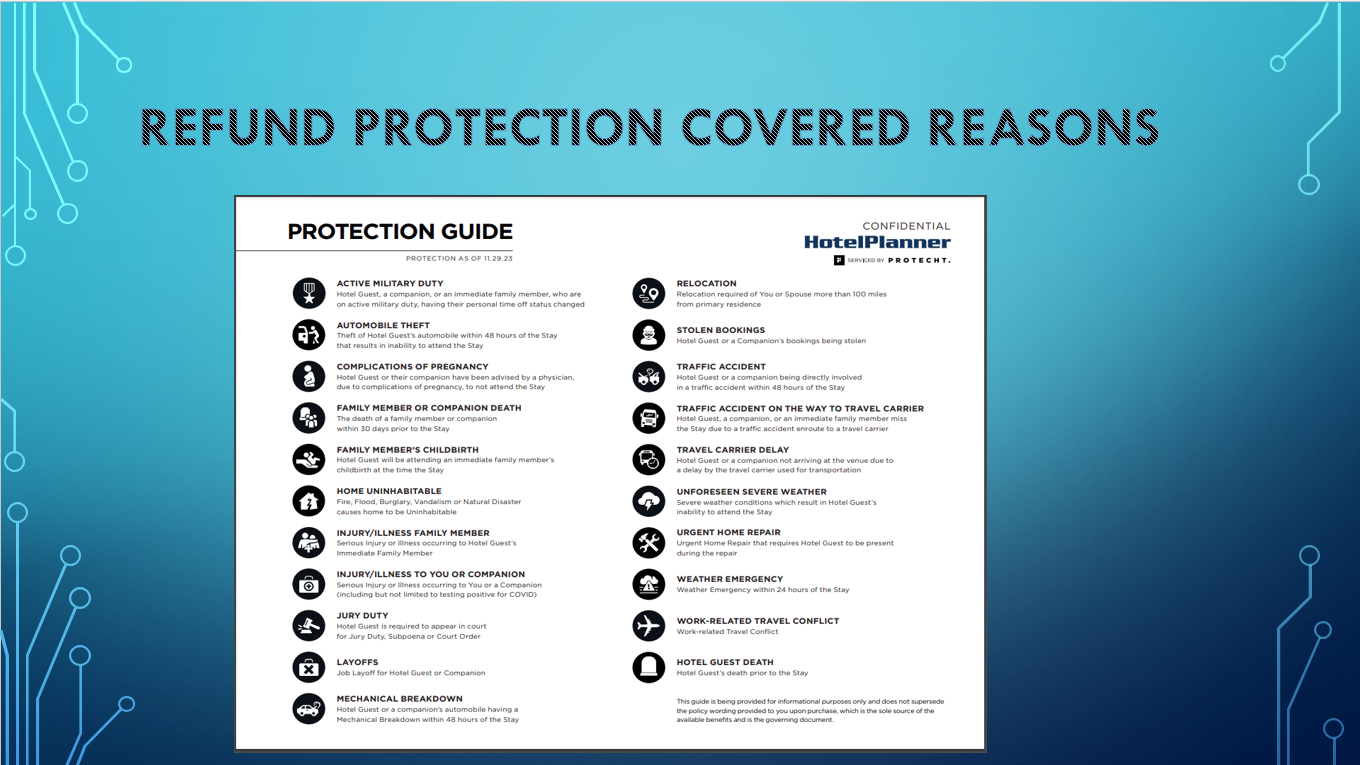 REFUND PROTECTION COVERED REASONS
PROTECTION GUIDE
PROTECTION AS OF 11.29.23
CONFIDENTIAL
HotelPlanner
SERVICED BY PROTECHT.
ACTIVE MILITARY DUTY
Hotel Guest, a companion, or an immediate family member, who are
on active military duty, having their personal time off status changed
AUTOMOBILE THEFT
Theft of Hotel Guest's automobile within 48 hours of the Stay
that results in inability to attend the Stay
COMPLICATIONS OF PREGNANCY
Hotel Guest or their companion have been advised by a physician,
due to complications of pregnancy, to not attend the Stay
FAMILY MEMBER OR COMPANION DEATH
The death of a family member or companion
within 30 days prior to the Stay
FAMILY MEMBER'S CHILDBIRTH
Hotel Guest will be attending an immediate family member's
childbirth at the time the Stay
HOME UNINHABITABLE
Fire, Flood, Burglary, Vandalism or Natural Disaster
causes home to be Uninhabitable
INJURY/ILLNESS FAMILY MEMBER
Serious Injury or Illness occurring to Hotel Guest's
Immediate Family Member
INJURY/ILLNESS TO YOU OR COMPANION
Serious Injury or Illness occurring to You or a Companion
(including but not limited to testing positive for COVID)
JURY DUTY
Hotel Guest is required to appear in court
for Jury Duty, Subpoena or Court Order
LAYOFFS
Job Layoff for Hotel Guest or Companion
MECHANICAL BREAKDOWN
Hotel Guest or a companion's automobile having a
Mechanical Breakdown within 48 hours of the Stay
RELOCATION
Relocation required of You or Spouse more than 100 miles
from primary residence
STOLEN BOOKINGS
Hotel Guest or a Companion's bookings being stolen
TRAFFIC ACCIDENT
Hotel Guest or a companion being directly involved
in a traffic accident within 48 hours of the Stay
TRAFFIC ACCIDENT ON THE WAY TO TRAVEL CARRIER
Hotel Guest, a companion, or an immediate family member miss
the Stay due to a traffic accident enroute to a travel carrier
TRAVEL CARRIER DELAY
Hotel Guest or a companion not arriving at the venue due to
a delay by the travel carrier used for transportation
UNFORESEEN SEVERE WEATHER
Severe weather conditions which result in Hotel Guest's
inability to attend the Stay
URGENT HOME REPAIR
Urgent Home Repair that requires Hotel Guest to be present
during the repair
WEATHER EMERGENCY
Weather Emergency within 24 hours of the Stay
WORK-RELATED TRAVEL CONFLICT
Work-related Travel Conflict
HOTEL GUEST DEATH
Hotel Guest's death prior to the Stay
This guide is being provided for informational purposes only and does not supersede
the policy wording provided to you upon purchase, which is the sole source of the
available benefits and is the governing document.